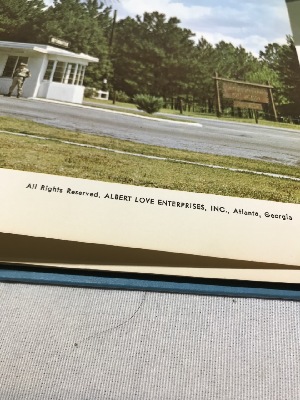 All Rights Reserved, ALBERT LOVE ENTERPRISES, INC., Atlanta, Georgia